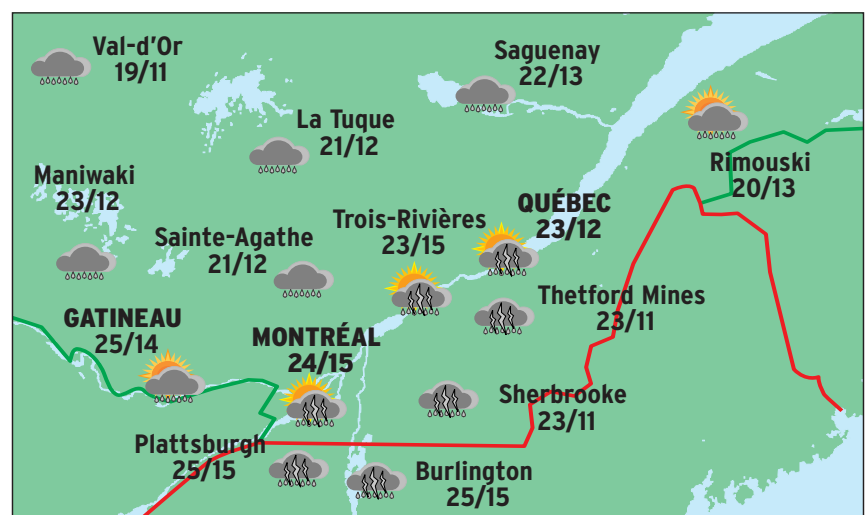 Val-d'Or
19/11
Saguenay
22/13
La Tuque
21/12
Rimouski
20/13
Maniwaki
23/12
QUÉBEC
23/12
Trois-Rivières
23/15
Sainte-Agathe
21/12
Thetford Mines
23/11
GATINEAU
25/14
MONTRÉAL
24/15
Sherbrooke
23/11
Plattsburgh
25/15
Burlington
25/15